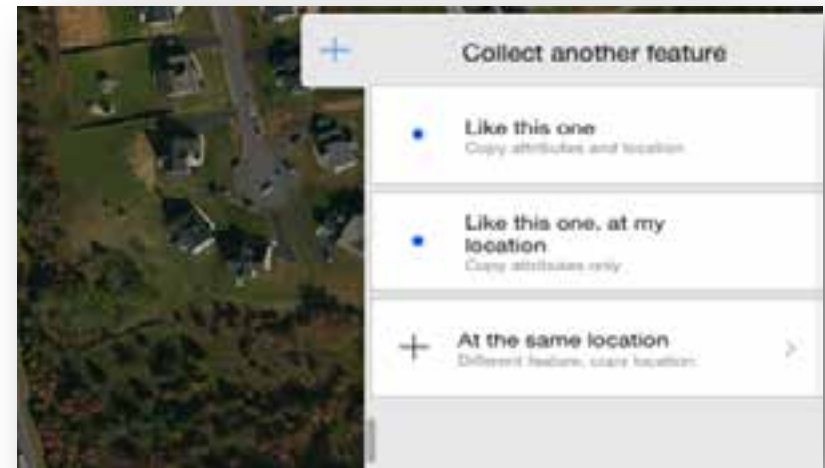 Collect another feature
Like this one
Copy attributes and location
Like this one, at my
location
Copy attributes only
At the same location
Different feature, copy location